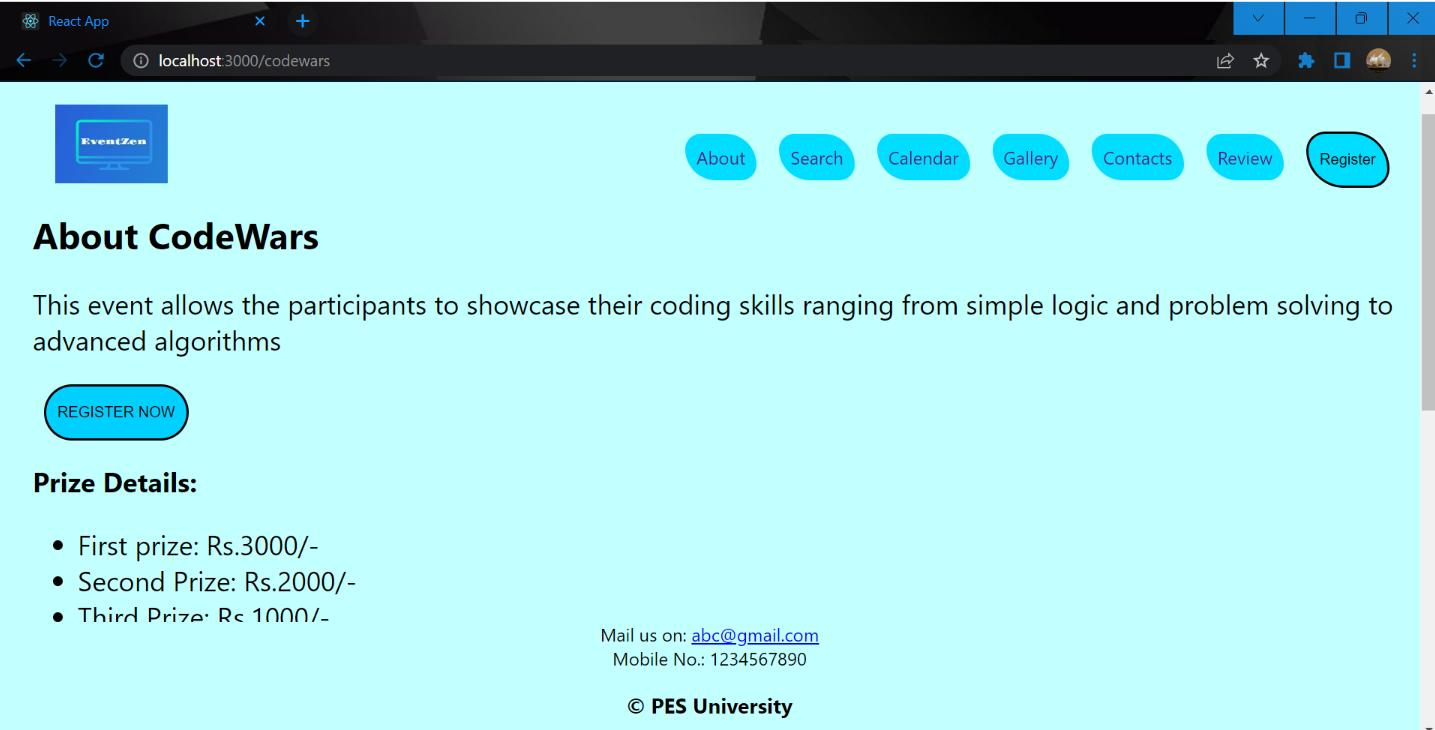 React App
localhost:3000/codewars
EventZen
About Search Calendar Gallery Contacts Review Register
About CodeWars
This event allows the participants to showcase their coding skills ranging from simple logic and problem solving to
advanced algorithms
REGISTER NOW
Prize Details:
• First prize: Rs.3000/-
• Second Prize: Rs.2000/-
• Third Prize: Rs.1000/-
Mail us on: abc@gmail.com
Mobile No.: 1234567890
© PES University